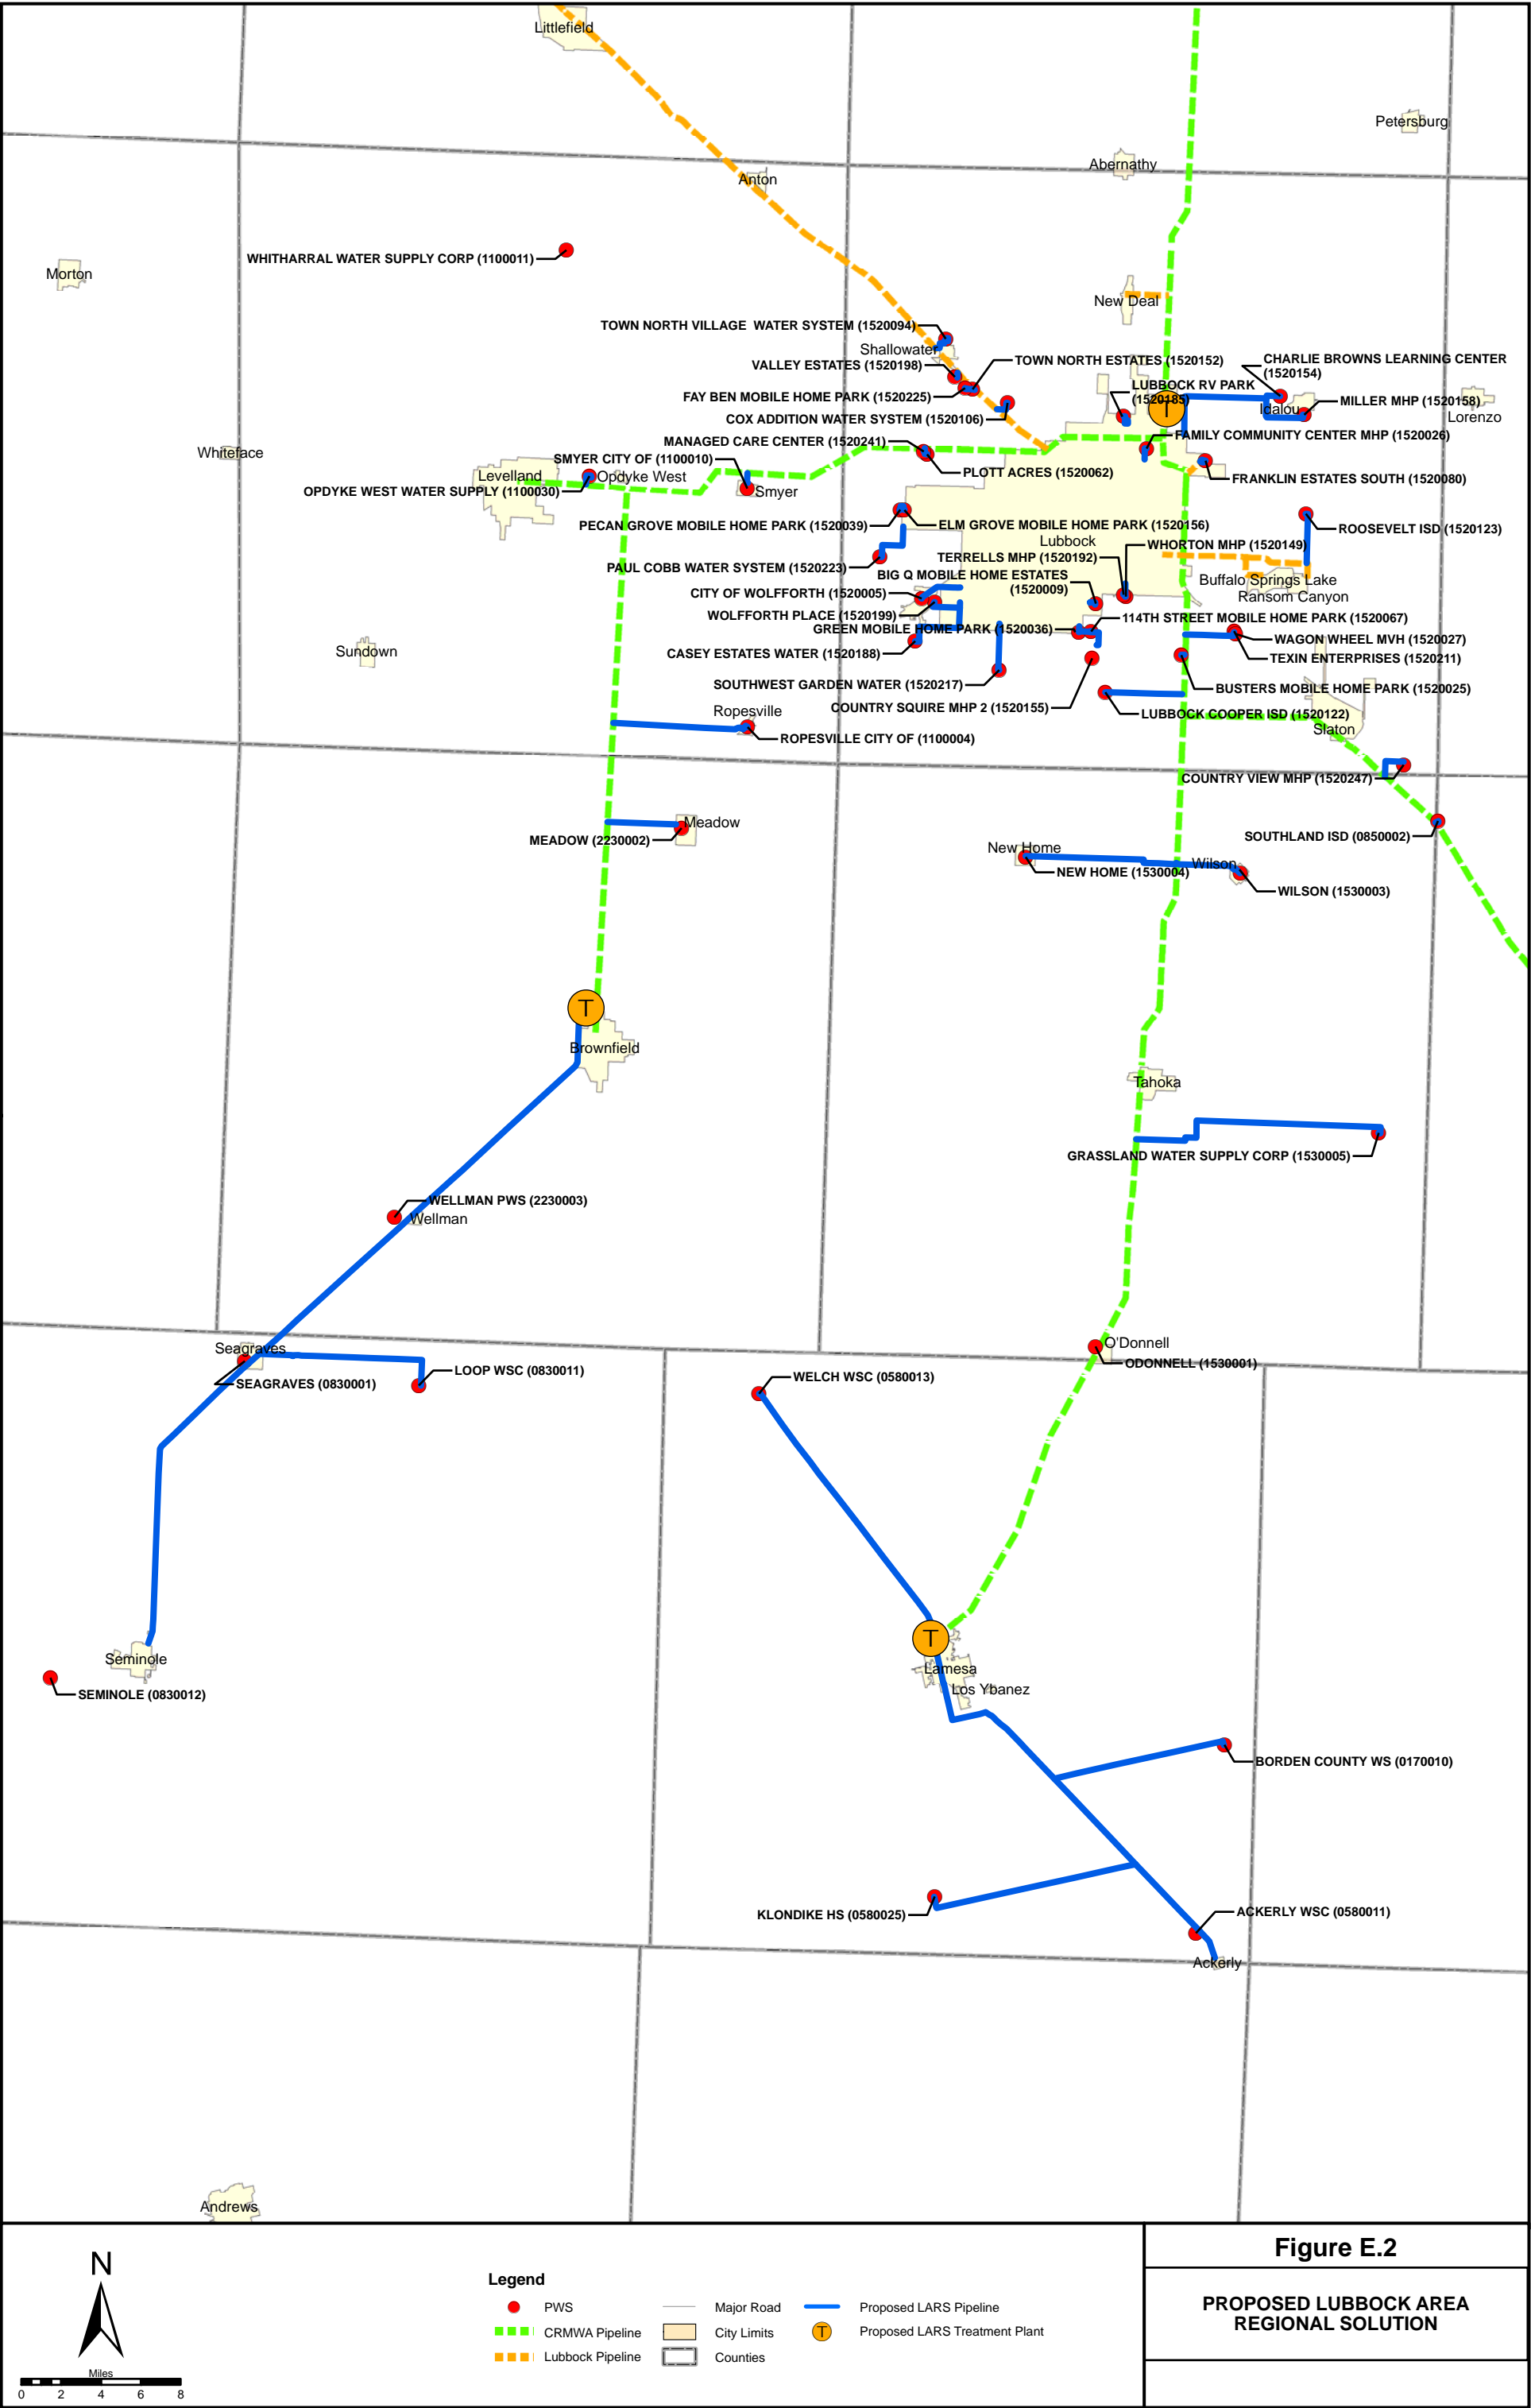 Littlefield
Petersburg
Abernathy
Anton
WHITHARRAL WATER SUPPLY CORP (1100011)
Morton
New Deal
TOWN NORTH VILLAGE  WATER SYSTEM (1520094)
Shallowater
VALLEY ESTATES (1520198)
TOWN NORTH ESTATES (1520152)
CHARLIE BROWNS LEARNING CENTER
(1520154)
FAY BEN MOBILE HOME PARK (1520225)
LUBBOCK RV PARK
(1520185)
T
Idalou
MILLER MHP (1520158)
Lorenzo
COX ADDITION WATER SYSTEM (1520106)
MANAGED CARE CENTER (1520241)
FAMILY COMMUNITY CENTER MHP (1520026)
Whiteface
SMYER CITY OF (1100010)
PLOTT ACRES (1520062)
FRANKLIN ESTATES SOUTH (1520080)
Levelland
Opdyke West
OPDYKE WEST WATER SUPPLY (1100030)
Smyer
PECAN GROVE MOBILE HOME PARK (1520039)
ELM GROVE MOBILE HOME PARK (1520156)
ROOSEVELT ISD (1520123)
Lubbock
WHORTON MHP (1520149)
TERRELLS MHP (1520192)
PAUL COBB WATER SYSTEM (1520223)
BIG Q MOBILE HOME ESTATES
(1520009)
Buffalo Springs Lake
Ransom Canyon
CITY OF WOLFFORTH (1520005)
WOLFFORTH PLACE (1520199)
GREEN MOBILE HOME PARK (1520036)
114TH STREET MOBILE HOME PARK (1520067)
WAGON WHEEL MVH (1520027)
Sundown
CASEY ESTATES WATER (1520188)
TEXIN ENTERPRISES (1520211)
SOUTHWEST GARDEN WATER (1520217)
BUSTERS MOBILE HOME PARK (1520025)
COUNTRY SQUIRE MHP 2 (1520155)
LUBBOCK COOPER ISD (1520122)
Ropesville
ROPESVILLE CITY OF (1100004)
Slaton
COUNTRY VIEW MHP (1520247)
Meadow
MEADOW (2230002)
SOUTHLAND ISD (0850002)
New Home
NEW HOME (1530004)
Wilson
WILSON (1530003)
T
Brownfield
Tahoka
GRASSLAND WATER SUPPLY CORP (1530005)
WELLMAN PWS (2230003)
Wellman
O'Donnell
ODONNELL (1530001)
Seagraves
SEAGRAVES (0830001)
LOOP WSC (0830011)
WELCH WSC (0580013)
T
Seminole
SEMINOLE (0830012)
Lamesa
Los Ybanez
BORDEN COUNTY WS (0170010)
KLONDIKE HS (0580025)
ACKERLY WSC (0580011)
Ackerly
Andrews
N
Miles
0 2 4 6 8
Legend
PWS
CRMWA Pipeline
Lubbock Pipeline
Major Road
City Limits
Counties
Proposed LARS Pipeline
T
Proposed LARS Treatment Plant
Figure E.2
PROPOSED LUBBOCK AREA
REGIONAL SOLUTION